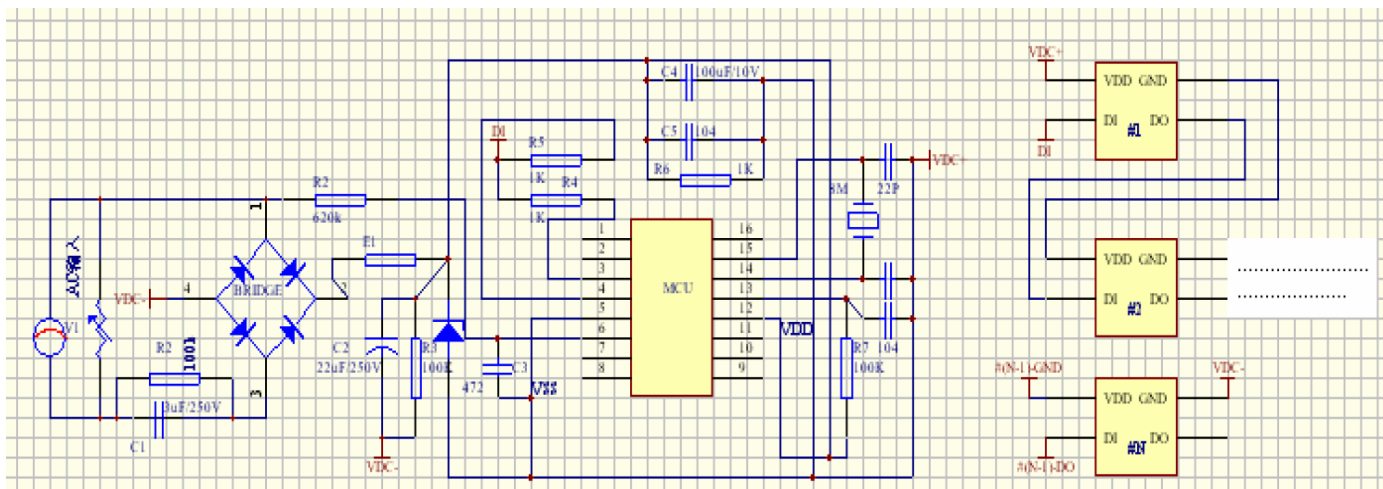 C4
100uF/10V
C5
104
R6
1K
DI
R5
1K
R4
1K
R2
620k
AC输入
V1
1
4
2
3
VDC-
BRIDGE
E1
R2
1001
3uF/250V
C1
C2
22uF/250V
R3
100K
VDC-
472
C3
VSS
1
2
3
4
5
6
7
8
MCU
16
15
14
13
12
11
10
9
VDD
8M
22P
VDC+
R7
100K
104
VDC+
VDD GND
DI DO
#1
DI
VDD GND
DI DO
#2
#(N-1)-GND
VDC-
VDD GND
DI DO
#N
#(N-1)-DO